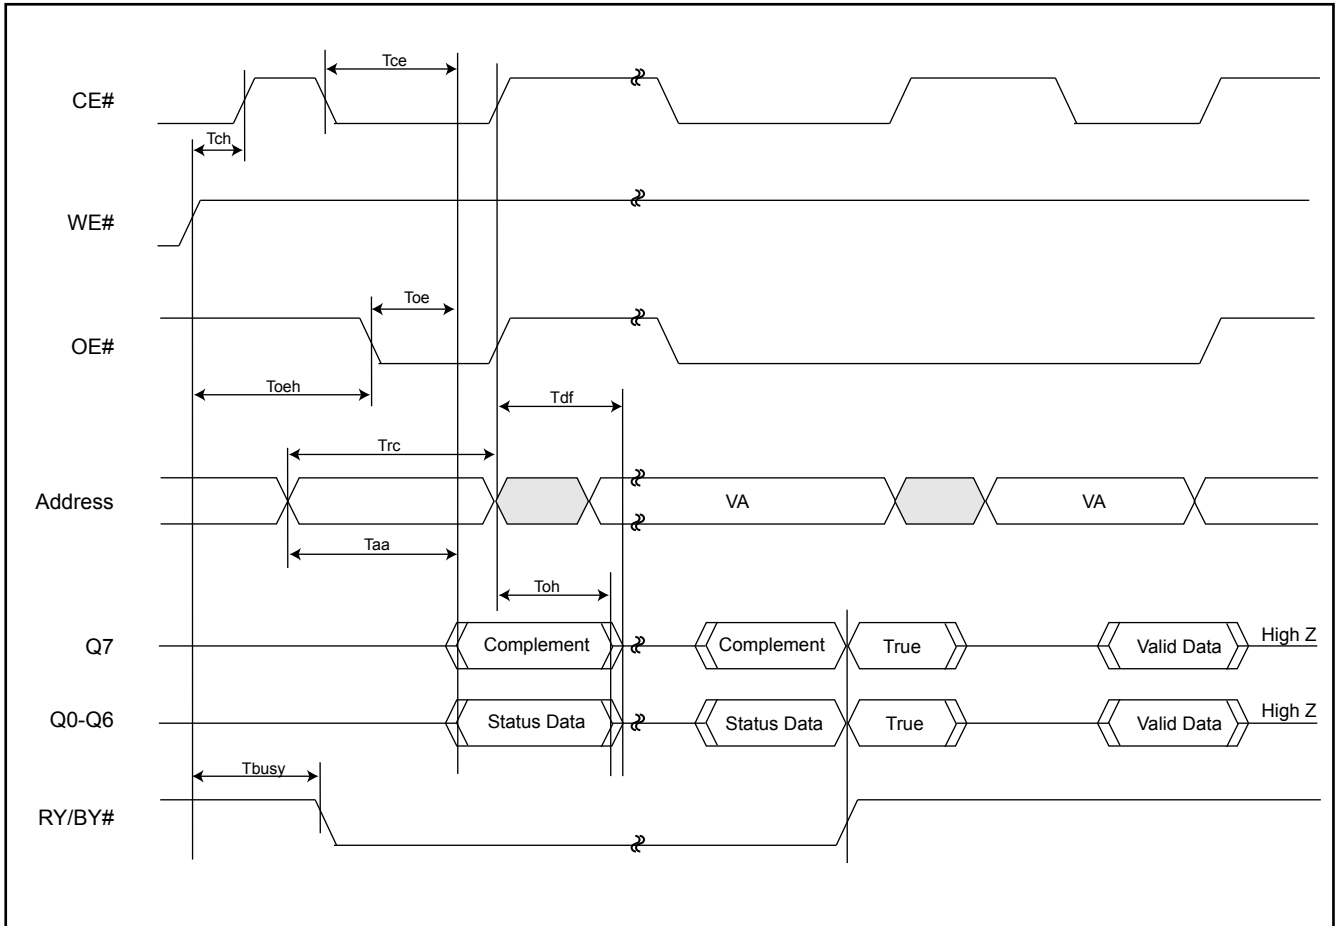 Tce
CE#
Tch
WE#
Toe
OE#
Toeh
Tdf
Trc
Address
VA
VA
Taa
Toh
Q7
Complement
Complement
True
Valid Data
High Z
Q0-Q6
Status Data
Status Data
True
Valid Data
High Z
Tbusy
RY/BY#